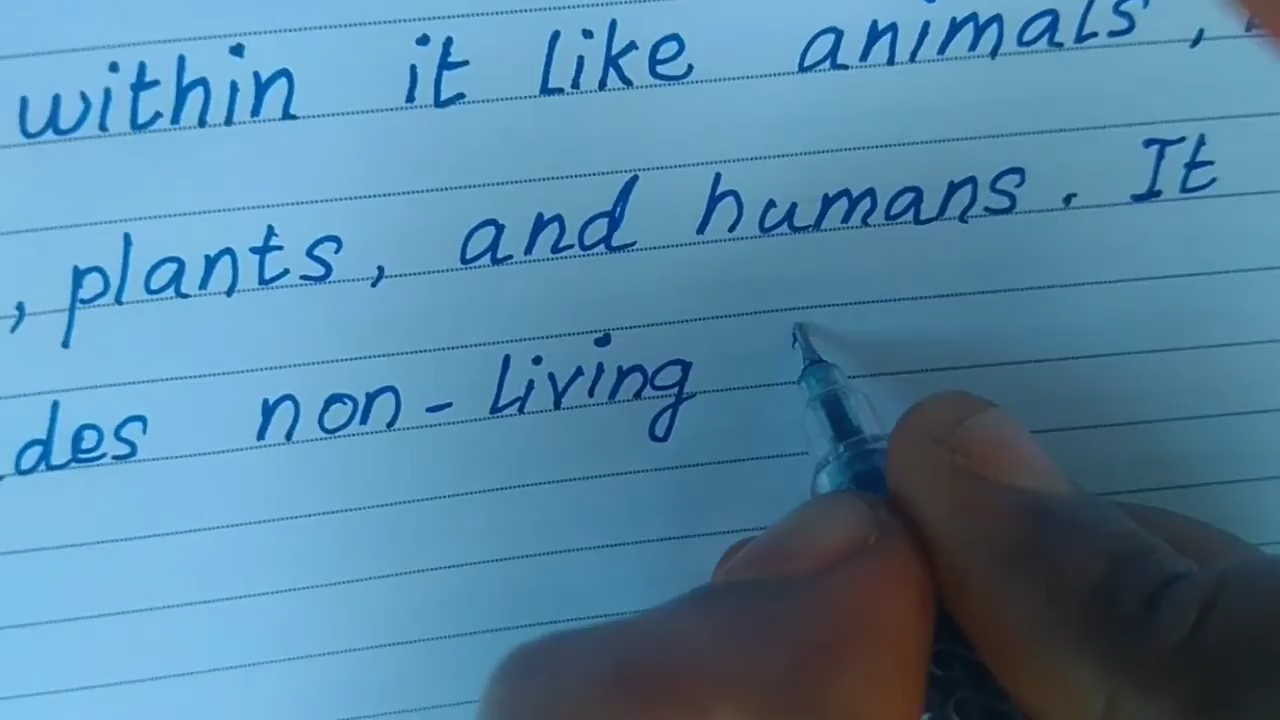 within it like animals,
, plants, and humans. It
des non-living